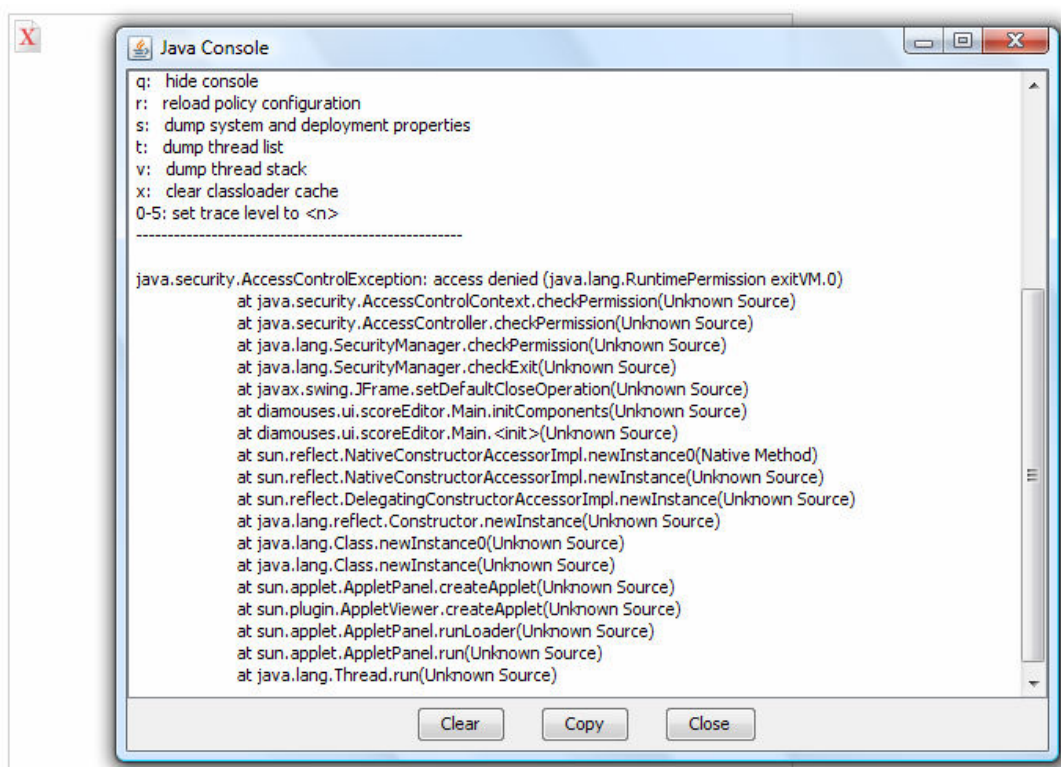 X
Java Console
q: hide console
r: reload policy configuration
s: dump system and deployment properties
t: dump thread list
v: dump thread stack
x: clear classloader cache
0-5: set trace level to <n>
----------------------------------------------------
java.security.AccessControlException: access denied (java.lang.RuntimePermission exitVM.0)
at java.security.AccessControlContext.checkPermission(Unknown Source)
at java.security.AccessController.checkPermission(Unknown Source)
at java.lang.SecurityManager.checkPermission(Unknown Source)
at java.lang.SecurityManager.checkExit(Unknown Source)
at javax.swing.JFrame.setDefaultCloseOperation(Unknown Source)
at diamouses.ui.scoreEditor.Main.initComponents(Unknown Source)
at diamouses.ui.scoreEditor.Main.<init>(Unknown Source)
at sun.reflect.NativeConstructorAccessorImpl.newInstance0(Native Method)
at sun.reflect.NativeConstructorAccessorImpl.newInstance(Unknown Source)
at sun.reflect.DelegatingConstructorAccessorImpl.newInstance(Unknown Source)
at java.lang.reflect.Constructor.newInstance(Unknown Source)
at java.lang.Class.newInstance0(Unknown Source)
at java.lang.Class.newInstance(Unknown Source)
at sun.applet.AppletPanel.createApplet(Unknown Source)
at sun.plugin.AppletViewer.createApplet(Unknown Source)
at sun.applet.AppletPanel.runLoader(Unknown Source)
at sun.applet.AppletPanel.run(Unknown Source)
at java.lang.Thread.run(Unknown Source)
Clear Copy Close